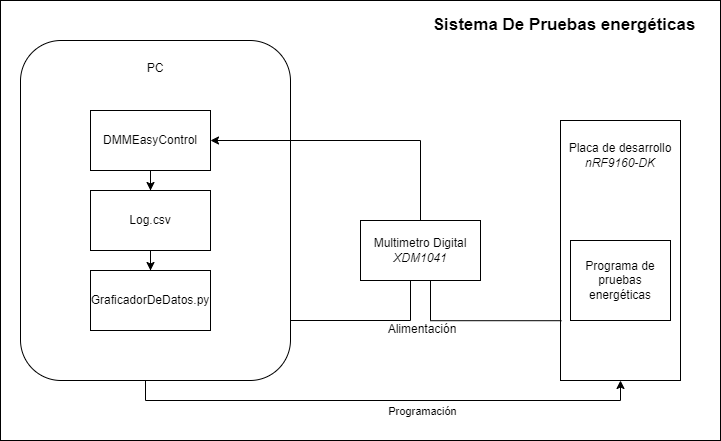 Sistema De Pruebas energéticas
PC
DMMEasyControl
Log.csv
GraficadorDeDatos.py
Multimetro Digital
XDM1041
Placa de desarrollo
nRF9160-DK
Programa de
pruebas
energéticas
Alimentación
Programación